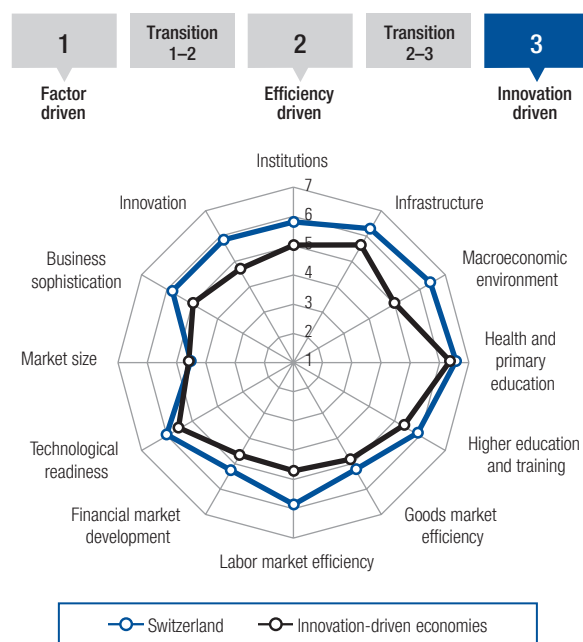 1
Transition
1–2
2
Transition
2–3
3
Factor
driven
Efficiency
driven
Innovation
driven
Institutions
7
Innovation
6
Infrastructure
5
Business
sophistication
4
Macroeconomic
environment
3
2
Market size
1
Health and
primary
education
Technological
readiness
Higher education
and training
Financial market
development
Goods market
efficiency
Labor market efficiency
Switzerland
Innovation-driven economies